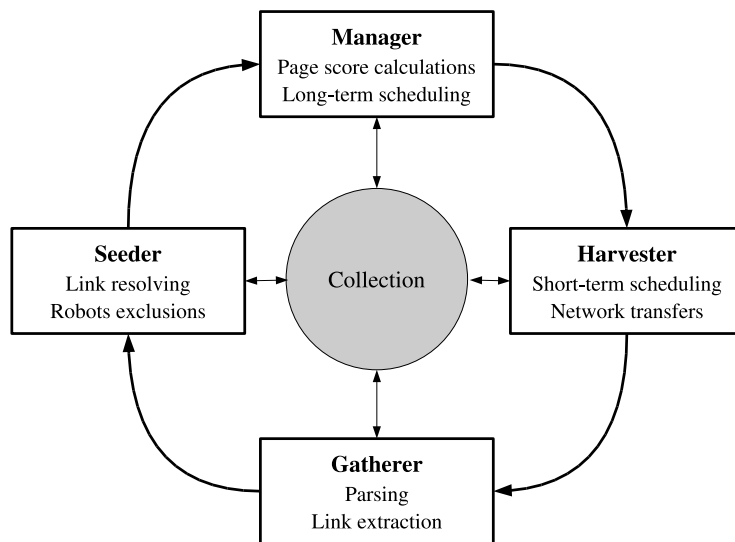 Manager
Page score calculations
Long-term scheduling
Seeder
Link resolving
Robots exclusions
Collection
Harvester
Short-term scheduling
Network transfers
Gatherer
Parsing
Link extraction